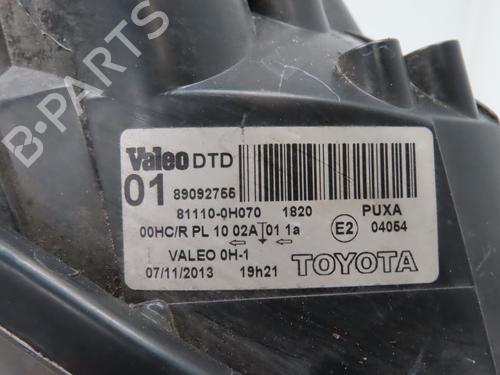 B-PARTS
Valeo DTD
01 89092755
81110-0H070 1820 PUXA
00HC/R PL 10 02A 01 1a E2 04054
VALEO 0H-1
07/11/2013 19h21 TOYOTA